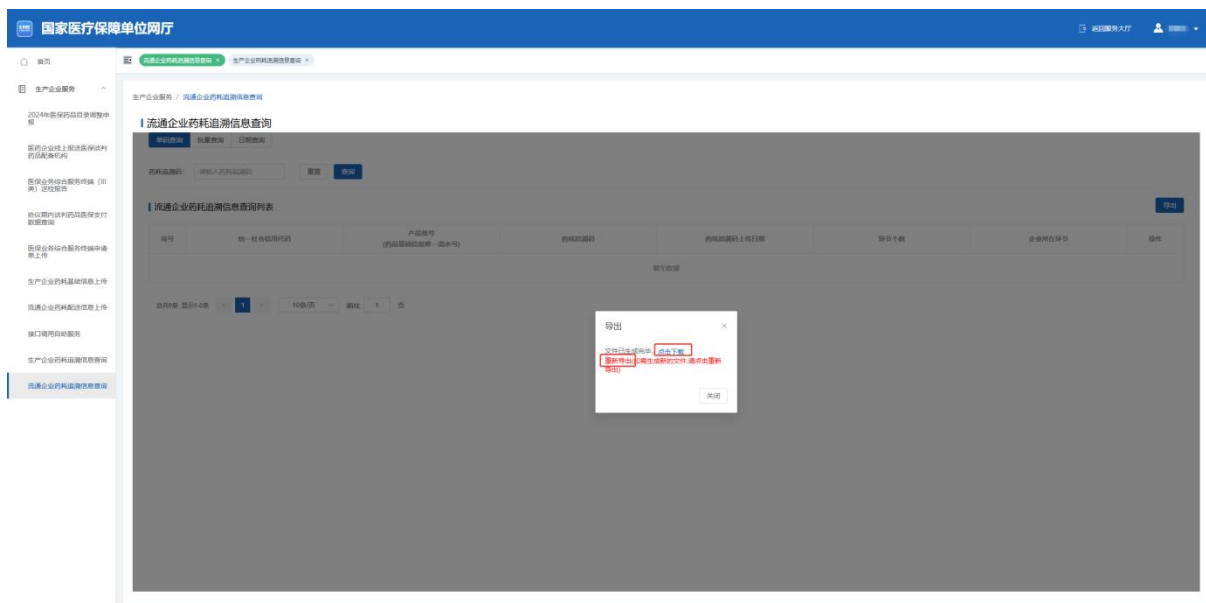 国家医疗保障单位网厅
返回服务大厅
首页
流通企业药耗追溯信息查询 ×
生产企业药耗追溯信息查询 ×
生产企业服务
2024年医保药品目录调整申
报
医药企业线上报送医保谈判
药品配备机构
医保业务综合服务终端（III
类）送检报告
协议期内谈判药品医保支付
数据查询
医保业务综合服务终端申请
单上传
生产企业药耗基础信息上传
流通企业药耗配送信息上传
接口调用自助服务
生产企业药耗追溯信息查询
流通企业药耗追溯信息查询
生产企业服务 / 流通企业药耗追溯信息查询
流通企业药耗追溯信息查询
单码查询 批量查询 日期查询
药耗追溯码: 请输入药耗追溯码 重置 查询
流通企业药耗追溯信息查询列表 导出
序号 统一社会信用代码 产品批号 药耗追溯码 药耗追溯码上传日期 环节个数 企业所在环节 操作
暂无数据
总共0条 显示1-0条 1 10条/页 前往 1 页
导出 ×
文件已生成完毕, 点击下载
重新导出(如需生成新的文件,请点击重新
导出)
关闭